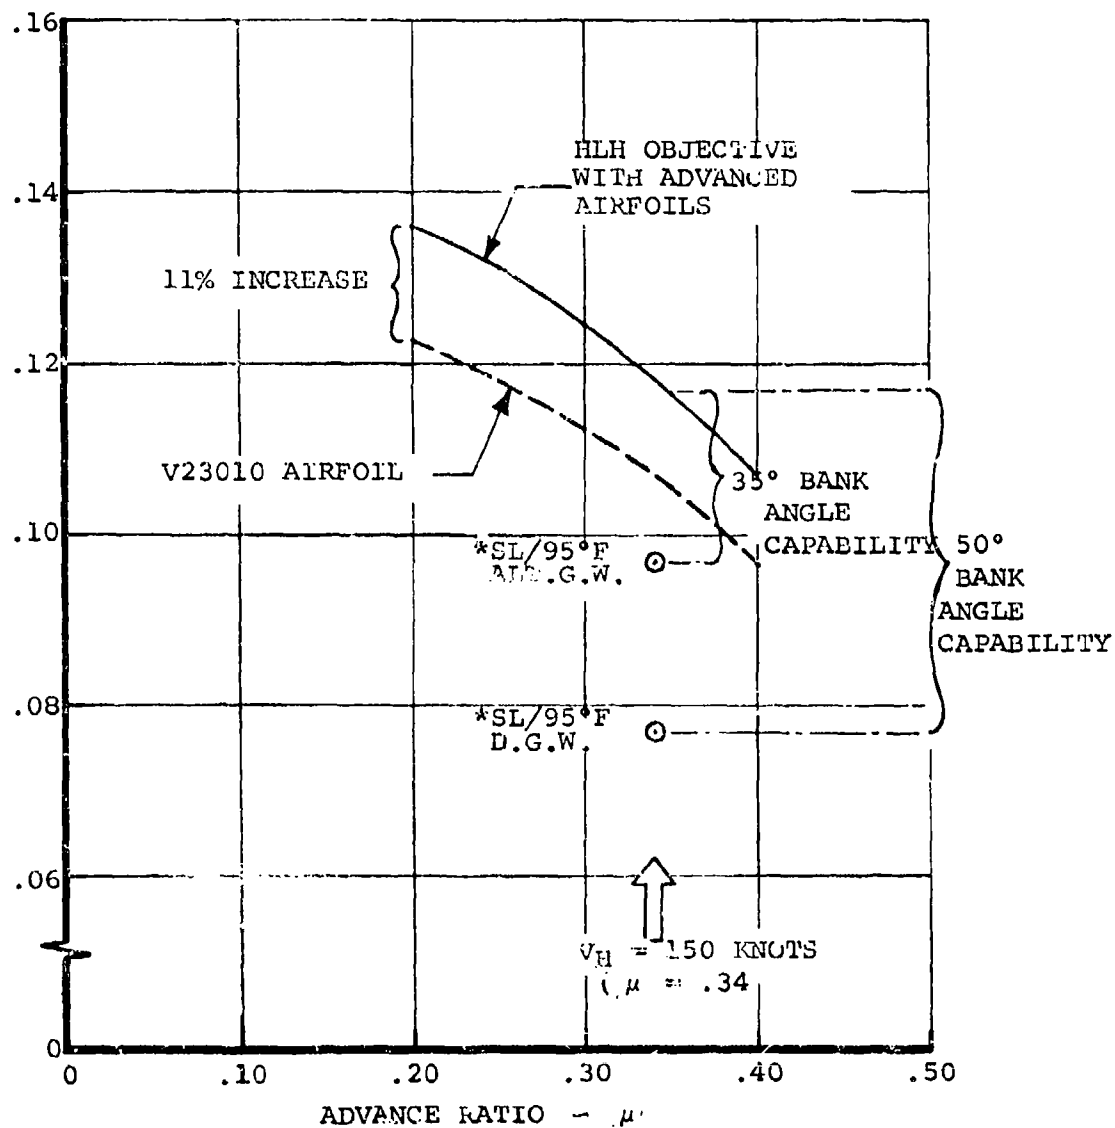 .16
.14
.12
.10
.08
.06
0
0
.10
.20
.30
.40
.50
ADVANCE RATIO - μ
HLH OBJECTIVE
WITH ADVANCED
AIRFOILS
11% INCREASE
V23010 AIRFOIL
35° BANK
ANGLE
CAPABILITY
50°
BANK
ANGLE
CAPABILITY
*SL/95°F
ALT.G.W.
*SL/95°F
D.G.W.
VH = 150 KNOTS
( μ = .34